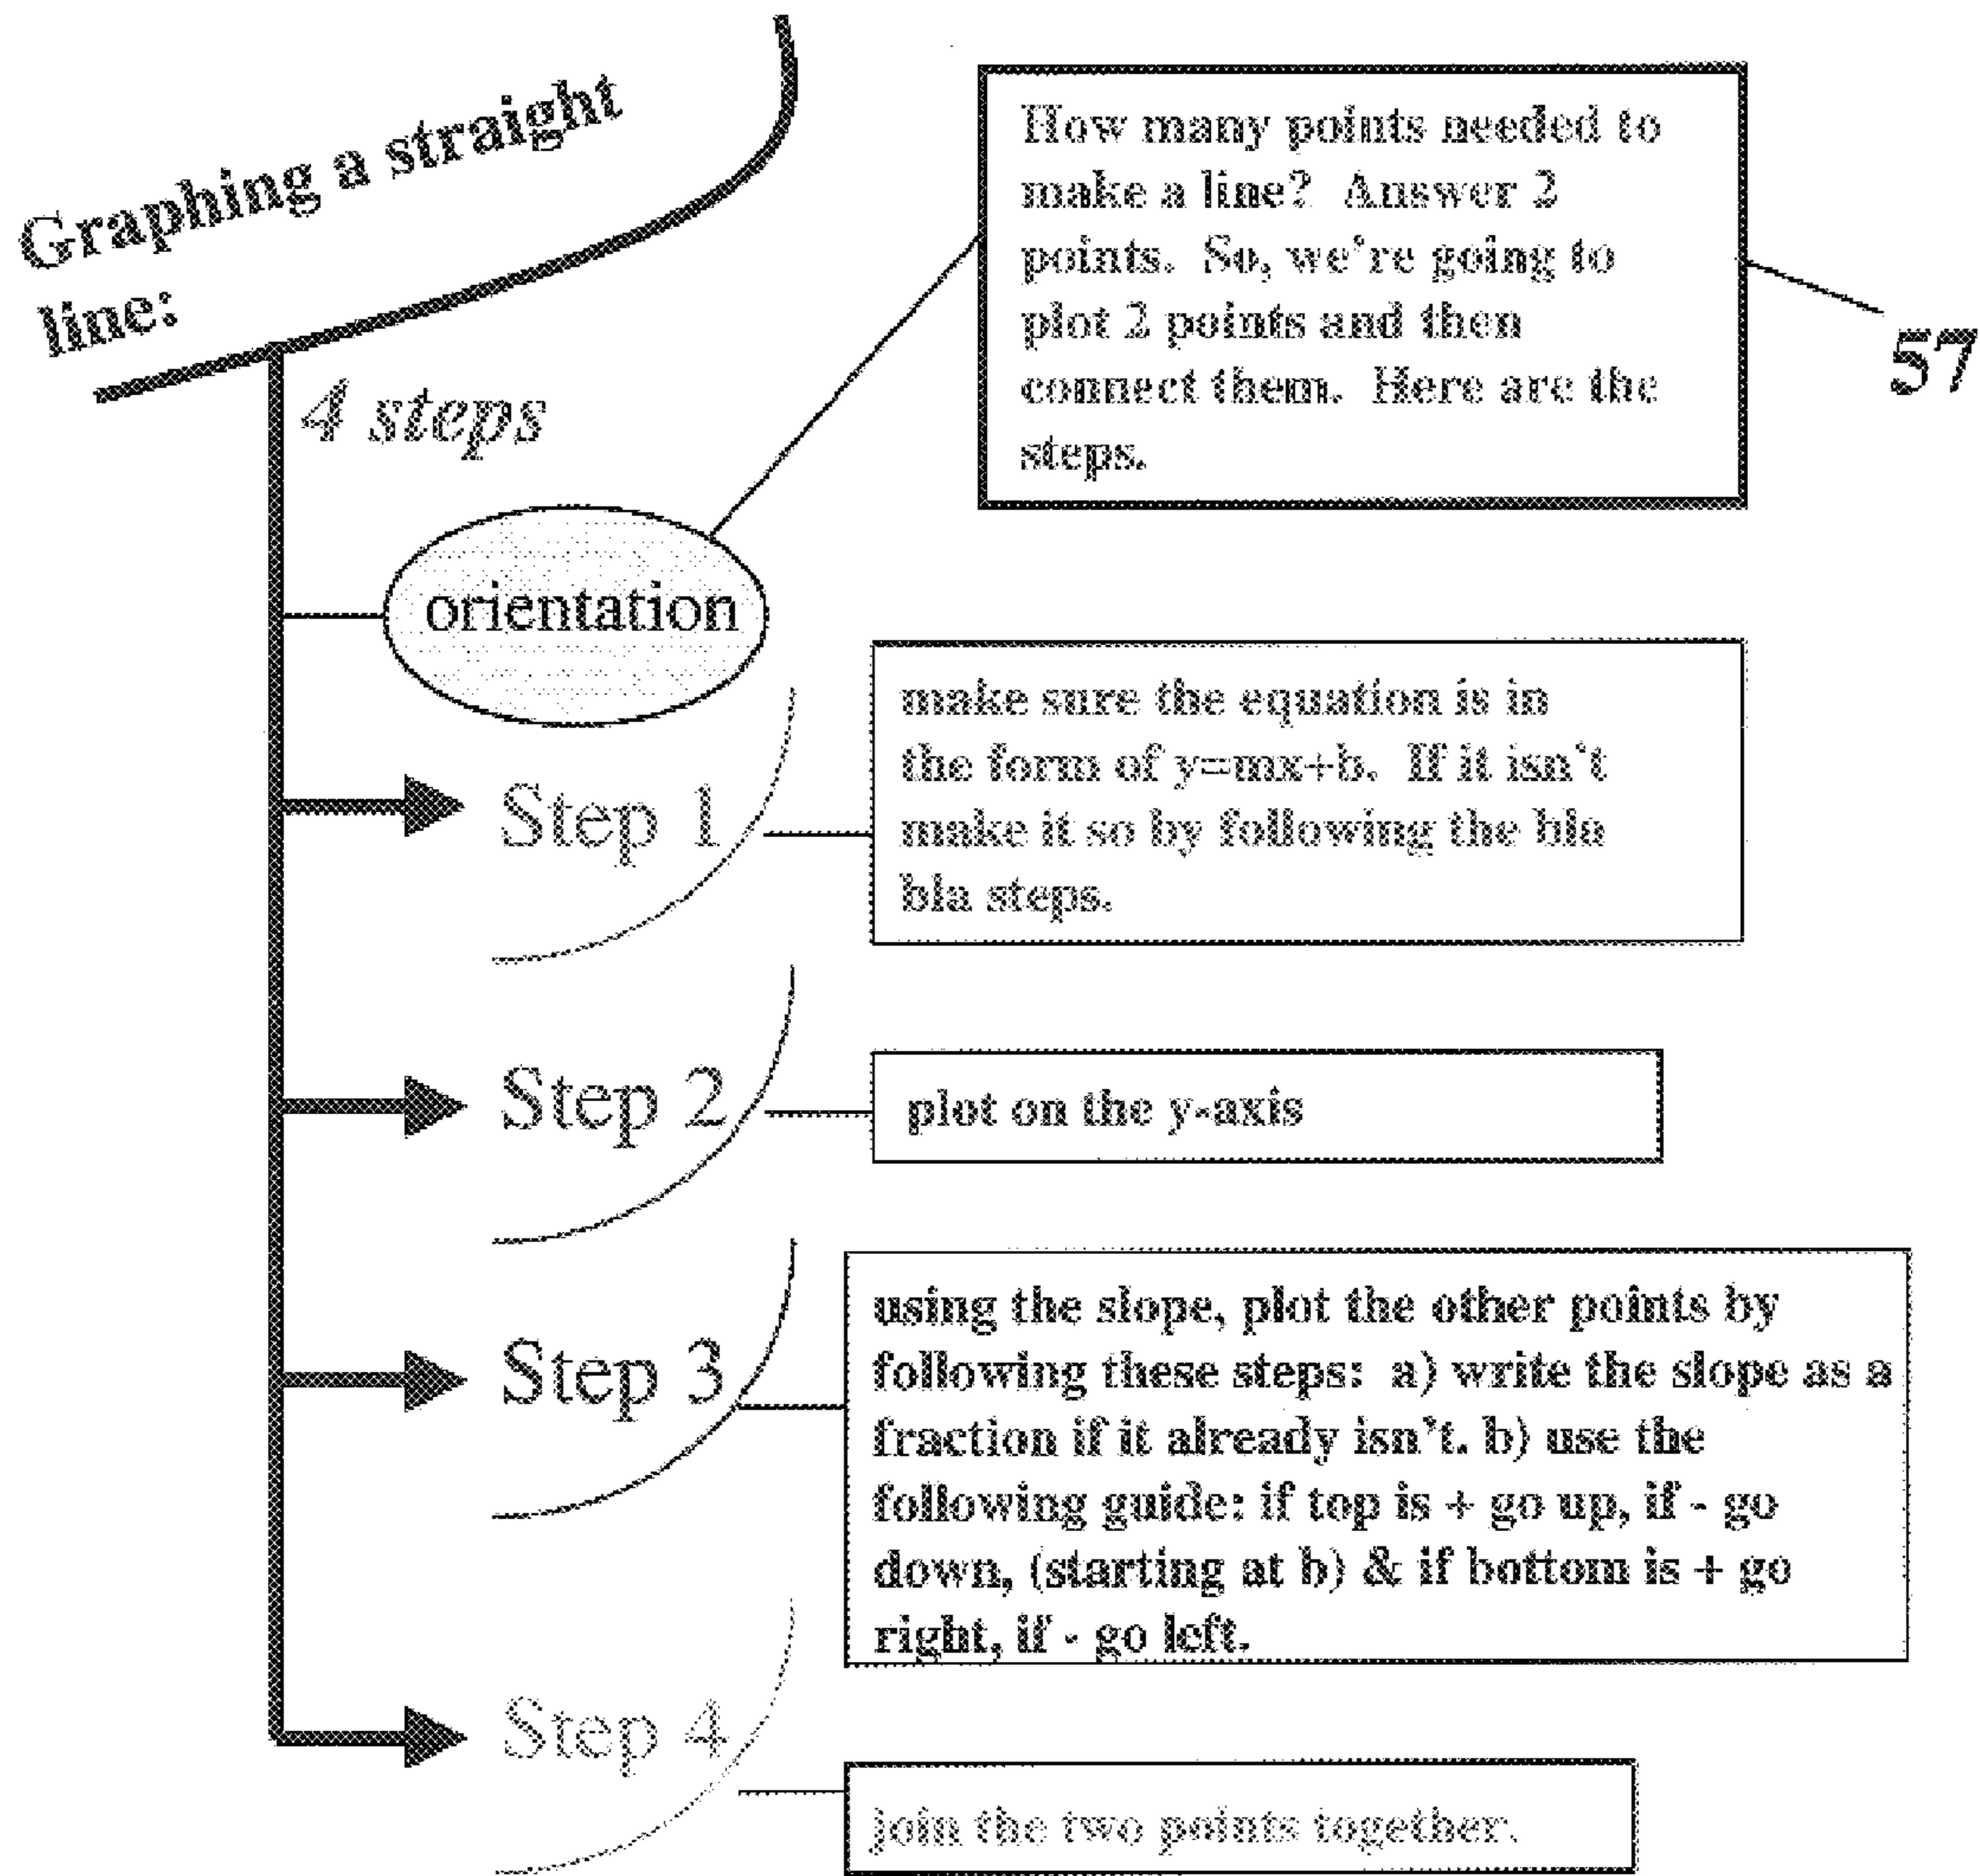 Graphing a straight
line:
4 steps
How many points needed to
make a line?  Answer 2
points.  So, we're going to
plot 2 points and then
connect them.  Here are the
steps.
57
orientation
Step 1
make sure the equation is in
the form of y=mx+b.  If it isn't
make it so by following the bla
bla steps.
Step 2
plot on the y-axis
Step 3
using the slope, plot the other points by
following these steps:  a) write the slope as a
fraction if it already isn't. b) use the
following guide: if top is + go up, if - go
down, (starting at b) & if bottom is + go
right, if - go left.
Step 4
join the two points together.